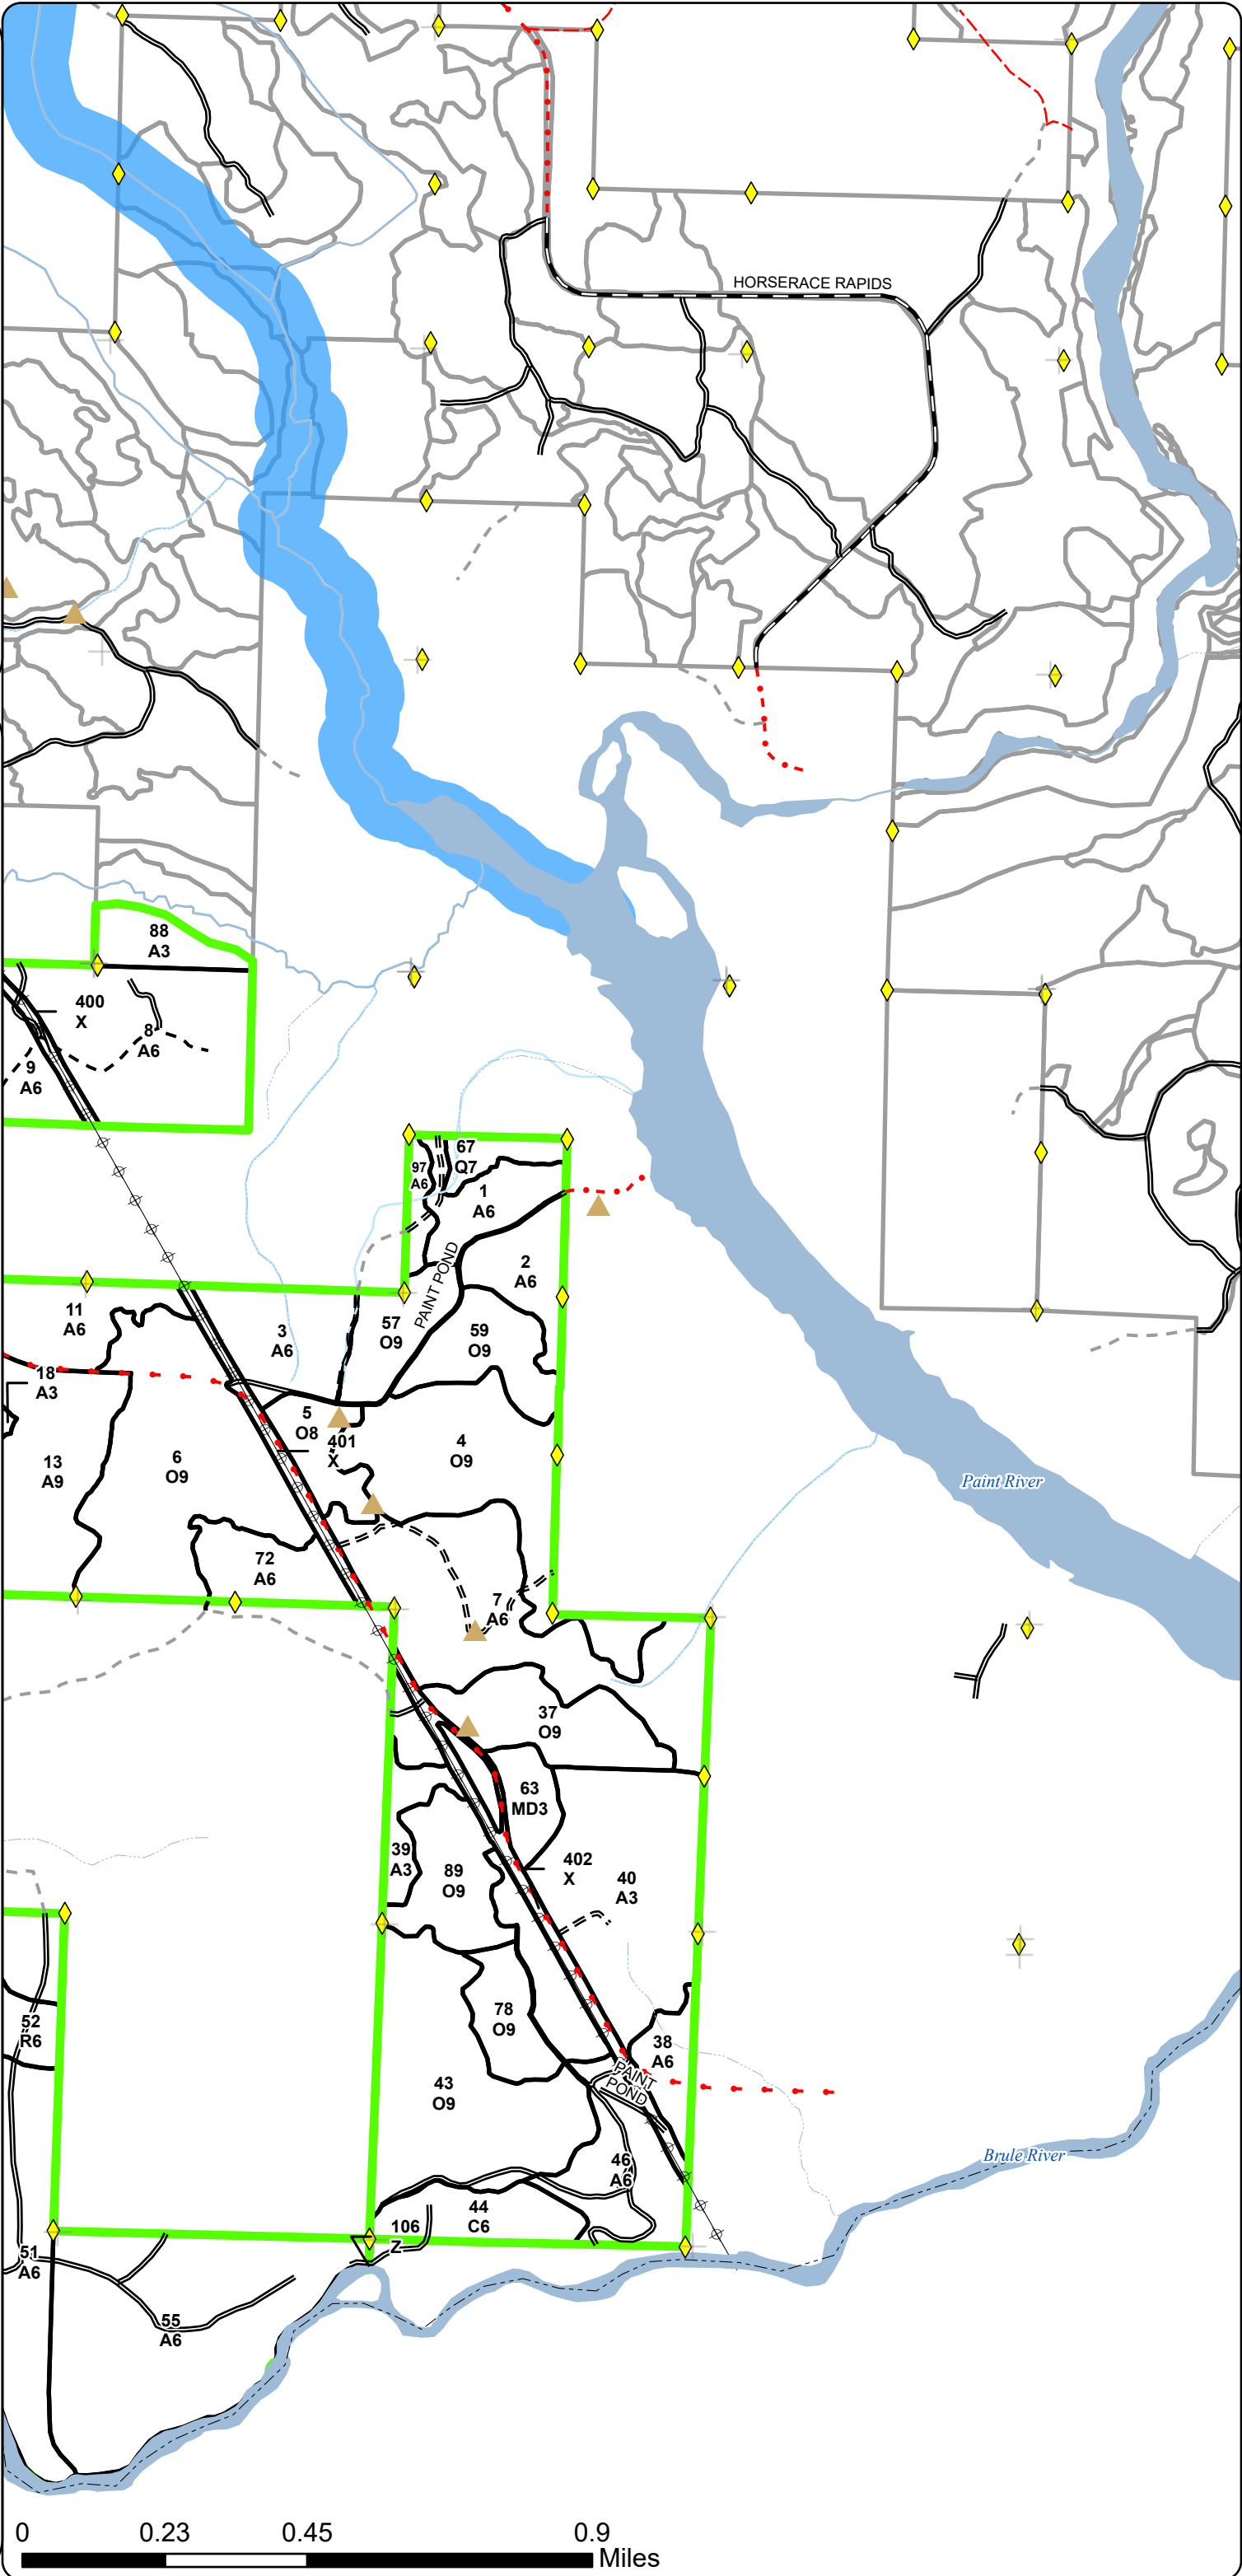 HORSERACE RAPIDS
88
A3
400
X
8
A6
9
A6
67
Q7
97
A6
1
A6
2
A6
PAINT POND
11
A6
3
A6
57
O9
59
O9
18
A3
5
O8
401
X
4
O9
13
A9
6
O9
Paint River
72
A6
7
A6
37
O9
63
MD3
39
A3
89
O9
402
X
40
A3
78
O9
52
R6
38
A6
PAINT
POND
43
O9
Brule River
46
A6
44
C6
106
Z
51
A6
55
A6
0 0.23 0.45 0.9
Miles